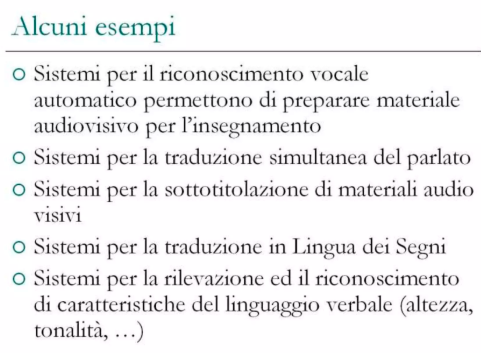 Alcuni esempi
Sistemi per il riconoscimento vocale
automatico permettono di preparare materiale
audiovisivo per l'insegnamento
Sistemi per la traduzione simultanea del parlato
Sistemi per la sottotitolazione di materiali audio
visivi
Sistemi per la traduzione in Lingua dei Segni
Sistemi per la rilevazione ed il riconoscimento
di caratteristiche del linguaggio verbale (altezza,
tonalità, …)